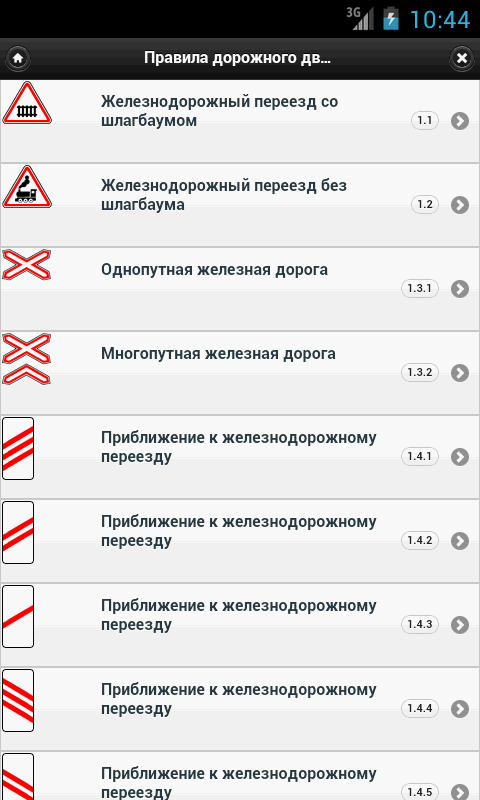 3G 10:44
Правила дорожного дв...
Железнодорожный переезд со
шлагбаумом
1.1
Железнодорожный переезд без
шлагбаума
1.2
Однопутная железная дорога
1.3.1
Многопутная железная дорога
1.3.2
Приближение к железнодорожному
переезду
1.4.1
Приближение к железнодорожному
переезду
1.4.2
Приближение к железнодорожному
переезду
1.4.3
Приближение к железнодорожному
переезду
1.4.4
Приближение к железнодорожному
переезду
1.4.5